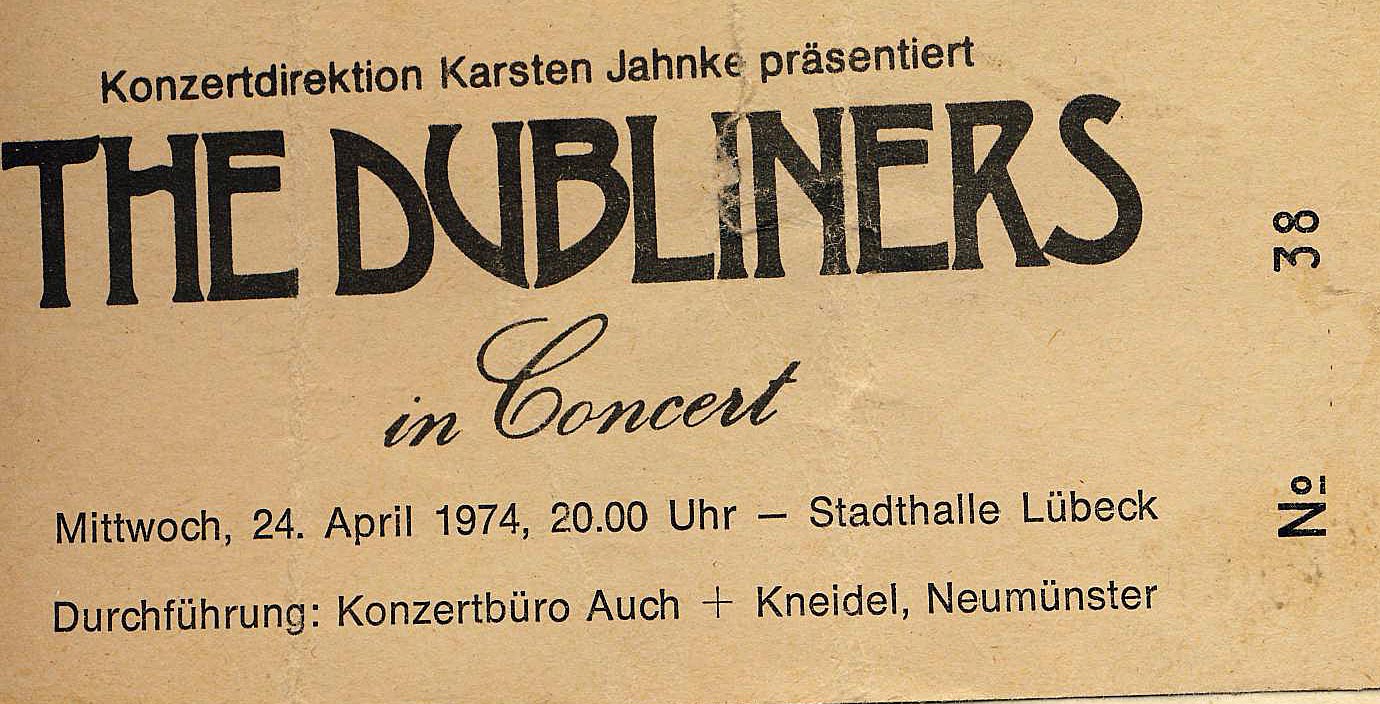 Konzertdirektion Karsten Jahnke präsentiert
THE DUBLINERS
in Concert
Mittwoch, 24. April 1974, 20.00 Uhr – Stadthalle Lübeck
Durchführung: Konzertbüro Auch + Kneidel, Neumünster
№ 38